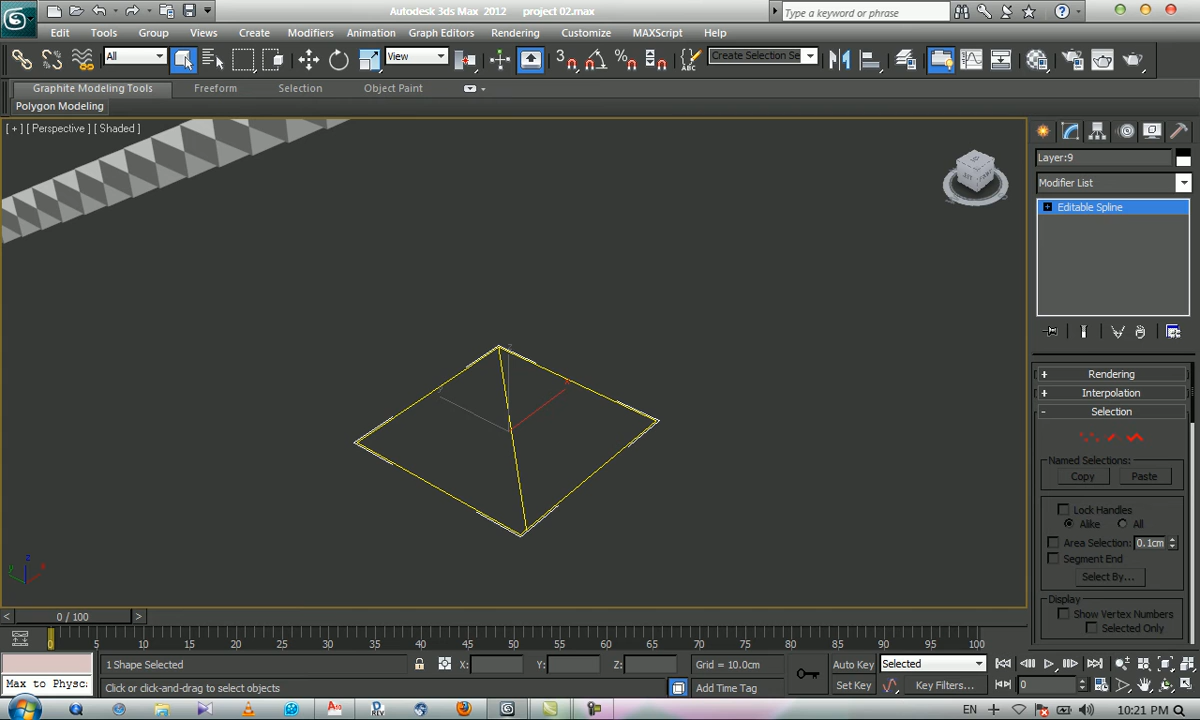 Autodesk 3ds Max 2012 project 02.max
Type a keyword or phrase
Edit Tools Group Views Create Modifiers Animation Graph Editors Rendering Customize MAXScript Help
All View Create Selection Se
Graphite Modeling Tools Freeform Selection Object Paint
Polygon Modeling
[ + ] [ Perspective ] [ Shaded ]
Layer:9
Modifier List
Editable Spline
Rendering
Interpolation
Selection
Named Selections:
Copy Paste
Lock Handles
Alike All
Area Selection: 0.1cm
Segment End
Select By...
Display
Show Vertex Numbers
Selected Only
0 / 100
0 5 10 15 20 25 30 35 40 45 50 55 60 65 70 75 80 85 90 95 100
1 Shape Selected X: Y: Z: Grid = 10.0cm Auto Key Selected
Max to Physc: Click or click-and-drag to select objects Add Time Tag Set Key Key Filters... 0
EN 10:21 PM